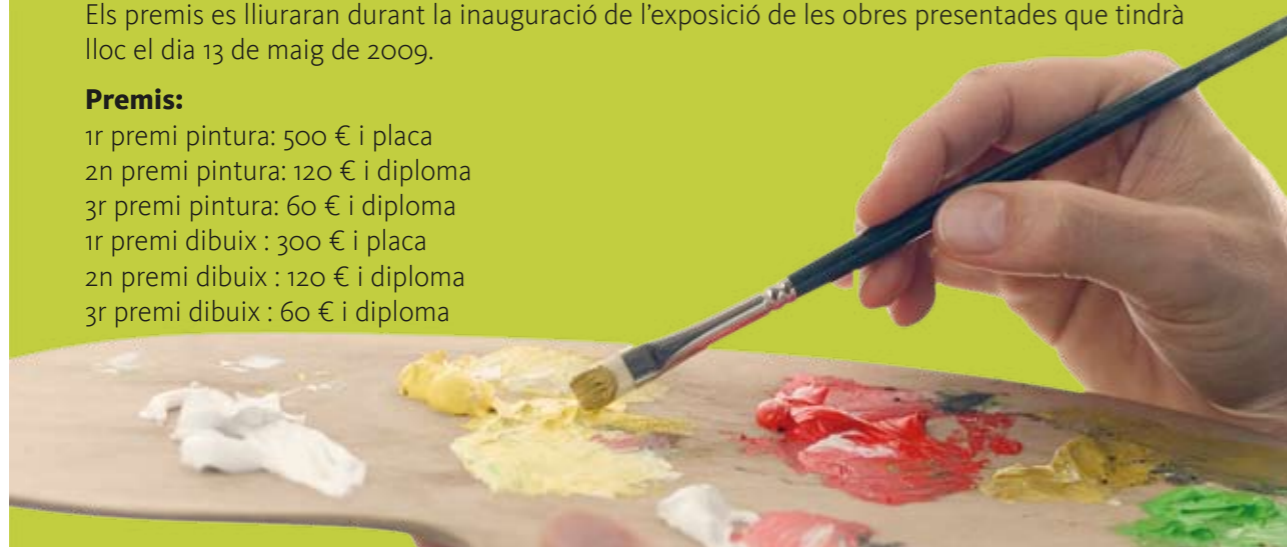 Els premis es lliuraran durant la inauguració de l’exposició de les obres presentades que tindrà
lloc el dia 13 de maig de 2009.
Premis:
1r premi pintura: 500 € i placa
2n premi pintura: 120 € i diploma
3r premi pintura: 60 € i diploma
1r premi dibuix : 300 € i placa
2n premi dibuix : 120 € i diploma
3r premi dibuix : 60 € i diploma